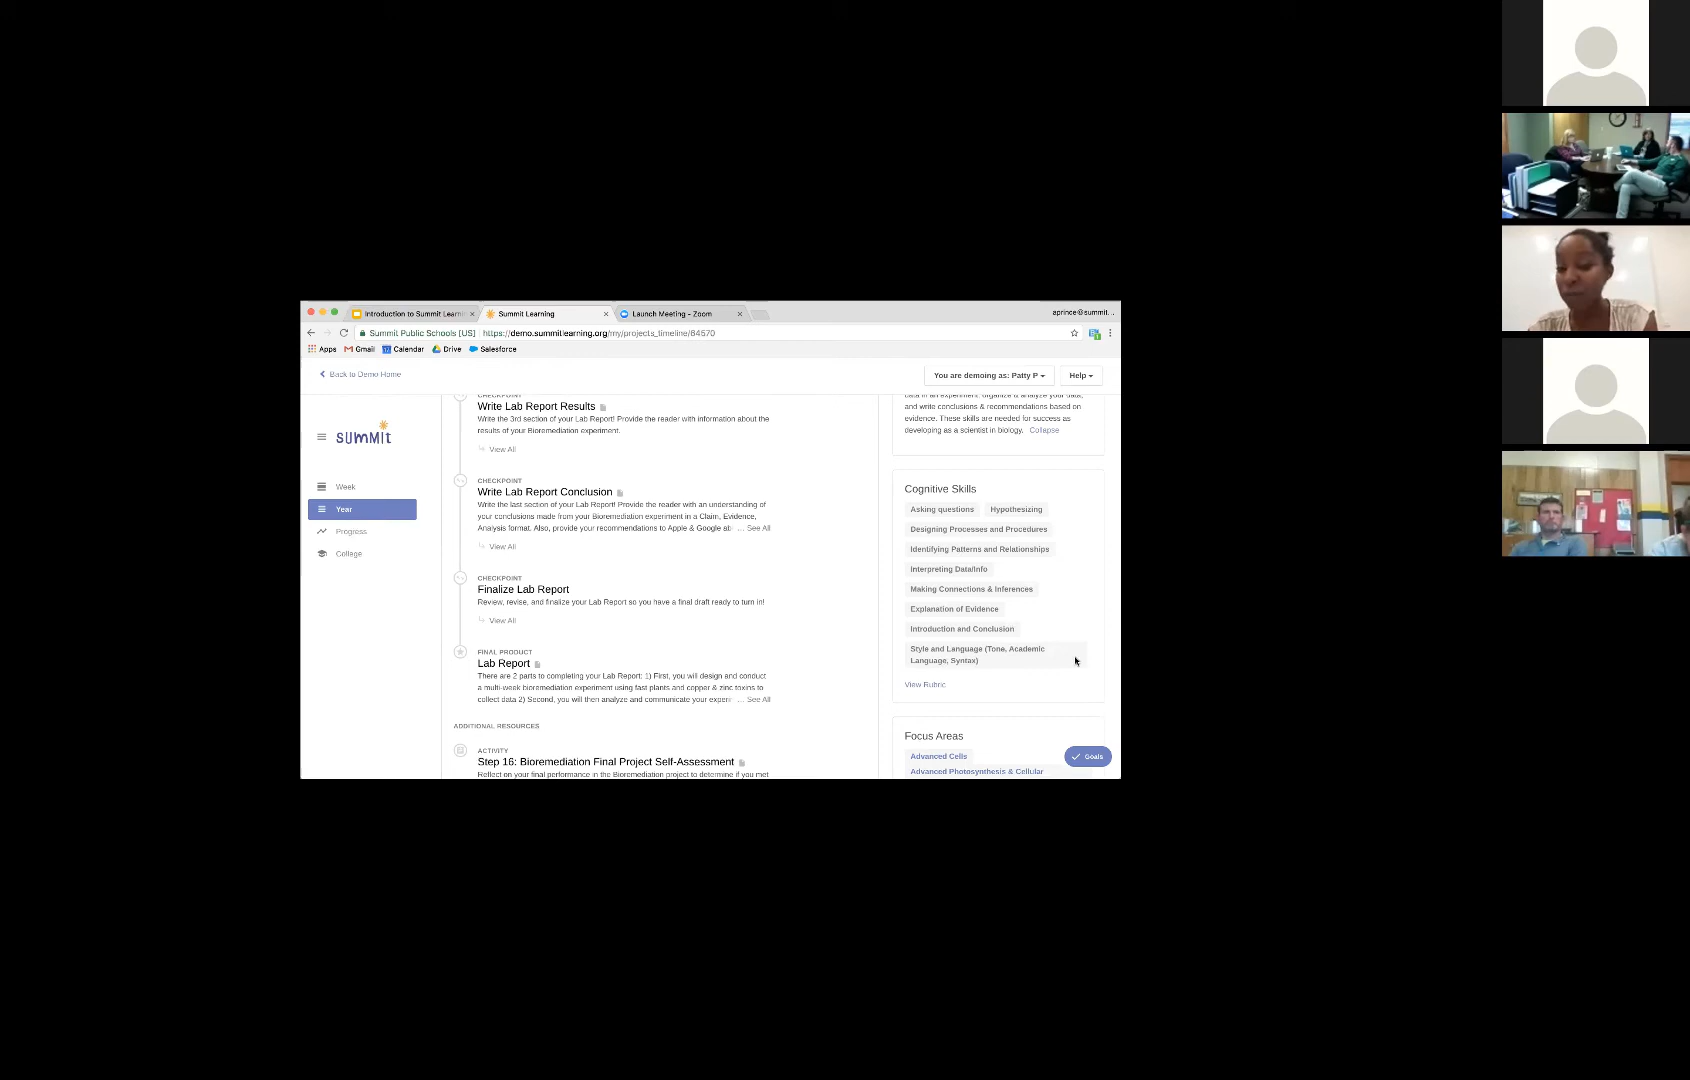 Introduction to Summit Learn
Summit Learning
Launch Meeting - Zoom
aprince@summit...
Summit Public Schools [US]
https://demo.summitlearning.org/my/projects_timeline/64570
Apps
Gmail
Calendar
Drive
Salesforce
Back to Demo Home
You are demoing as: Patty P
Help
summit
Week
Year
Progress
College
CHECKPOINT
Write Lab Report Results
Write the 3rd section of your Lab Report! Provide the reader with information about the
results of your Bioremediation experiment.
View All
CHECKPOINT
Write Lab Report Conclusion
Write the last section of your Lab Report! Provide the reader with an understanding of
your conclusions made from your Bioremediation experiment in a Claim, Evidence,
Analysis format. Also, provide your recommendations to Apple & Google ab ... See All
View All
CHECKPOINT
Finalize Lab Report
Review, revise, and finalize your Lab Report so you have a final draft ready to turn in!
View All
FINAL PRODUCT
Lab Report
There are 2 parts to completing your Lab Report: 1) First, you will design and conduct
a multi-week bioremediation experiment using fast plants and copper & zinc toxins to
collect data 2) Second, you will then analyze and communicate your exper ... See All
ADDITIONAL RESOURCES
ACTIVITY
Step 16: Bioremediation Final Project Self-Assessment
Reflect on your final performance in the Bioremediation project to determine if you met
data in an experiment, organize & analyze your data,
and write conclusions & recommendations based on
evidence. These skills are needed for success as
developing as a scientist in biology. Collapse
Cognitive Skills
Asking questions
Hypothesizing
Designing Processes and Procedures
Identifying Patterns and Relationships
Interpreting Data/Info
Making Connections & Inferences
Explanation of Evidence
Introduction and Conclusion
Style and Language (Tone, Academic
Language, Syntax)
View Rubric
Focus Areas
Advanced Cells
Goals
Advanced Photosynthesis & Cellular